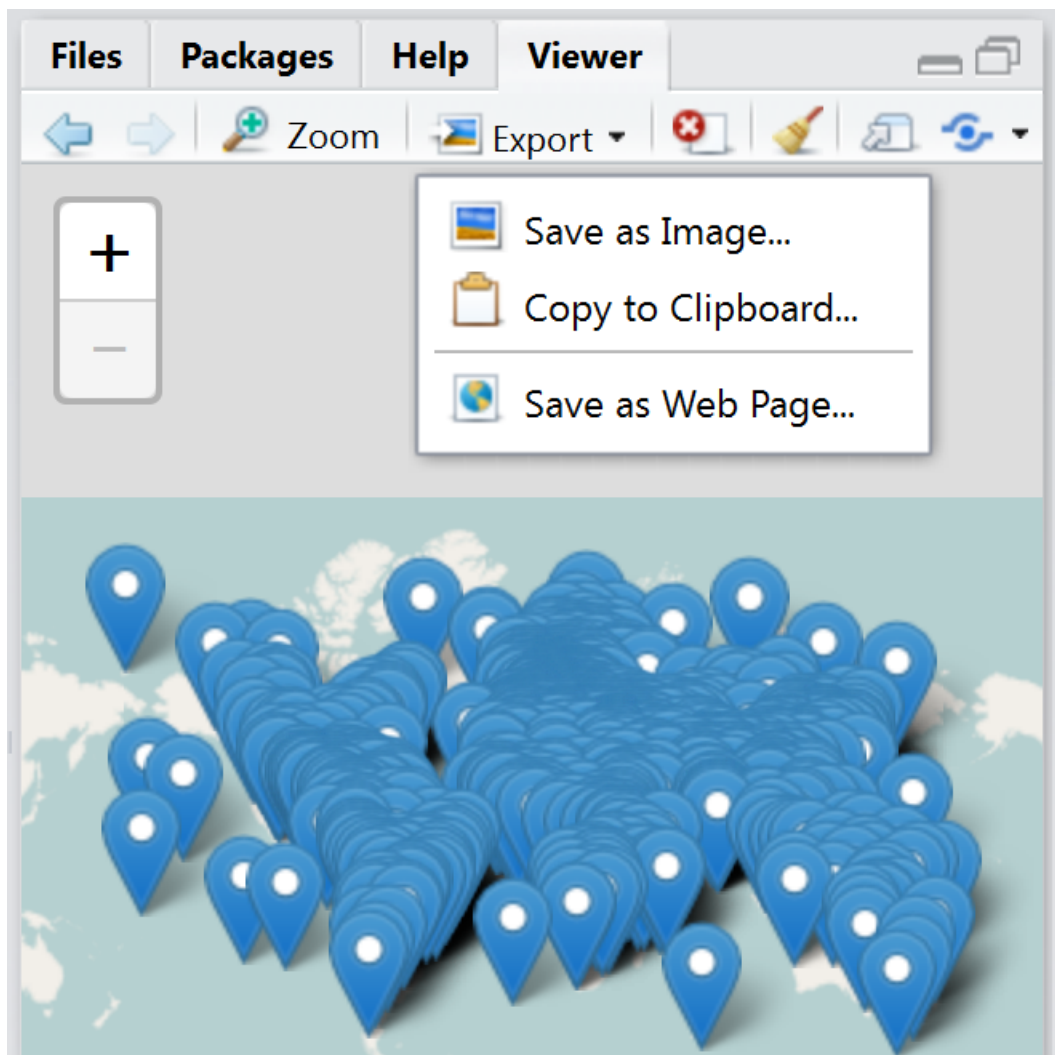 Files Packages Help Viewer
Zoom Export
+
Save as Image...
Copy to Clipboard...
−
Save as Web Page...